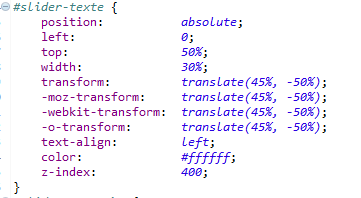 #slider-texte {
position: absolute;
left: 0;
top: 50%;
width: 30%;
transform: translate(45%, -50%);
-moz-transform: translate(45%, -50%);
-webkit-transform: translate(45%, -50%);
-o-transform: translate(45%, -50%);
text-align: left;
color: #ffffff;
z-index: 400;
}